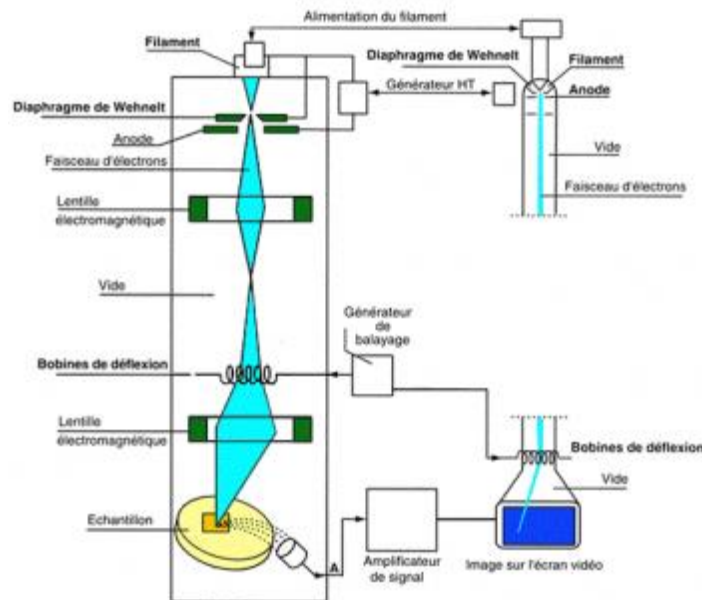 Alimentation du filament
Filament
Diaphragme de Wehnelt
Filament
Anode
Générateur HT
Diaphragme de Wehnelt
Anode
Vide
Faisceau d'électrons
Faisceau d'électrons
Lentille
électromagnétique
Vide
Générateur
de
balayage
Bobines de déflexion
Lentille
électromagnétique
Bobines de déflexion
Vide
Echantillon
A
Amplificateur
de signal
Image sur l'écran vidéo